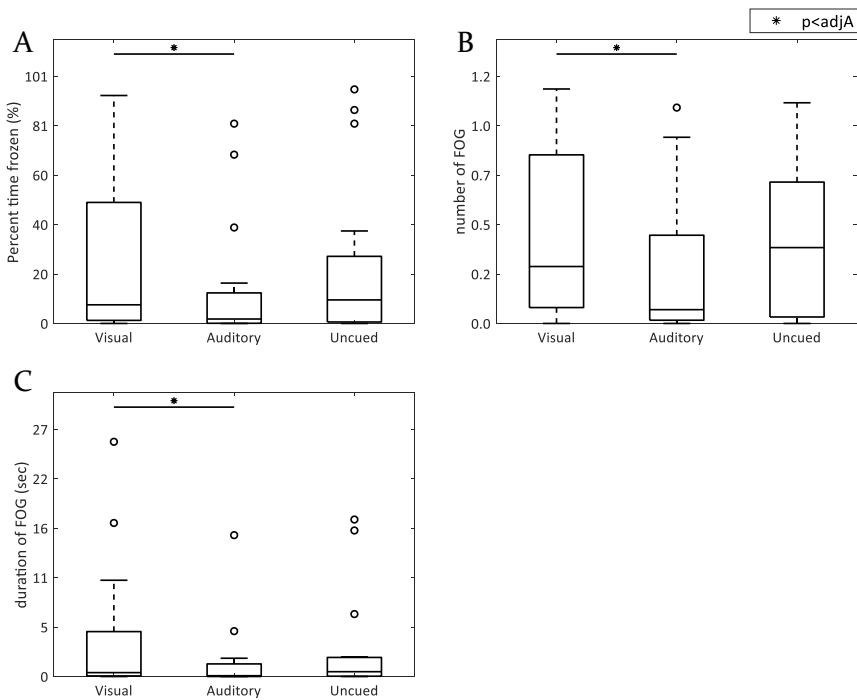 * p<adjA
A
*
101
81
60
40
20
0
Percent time frozen (%)
Visual Auditory Uncued
B
*
1.2
1.0
0.7
0.5
0.2
0.0
number of FOG
Visual Auditory Uncued
C
*
27
22
16
11
5
0
duration of FOG (sec)
Visual Auditory Uncued